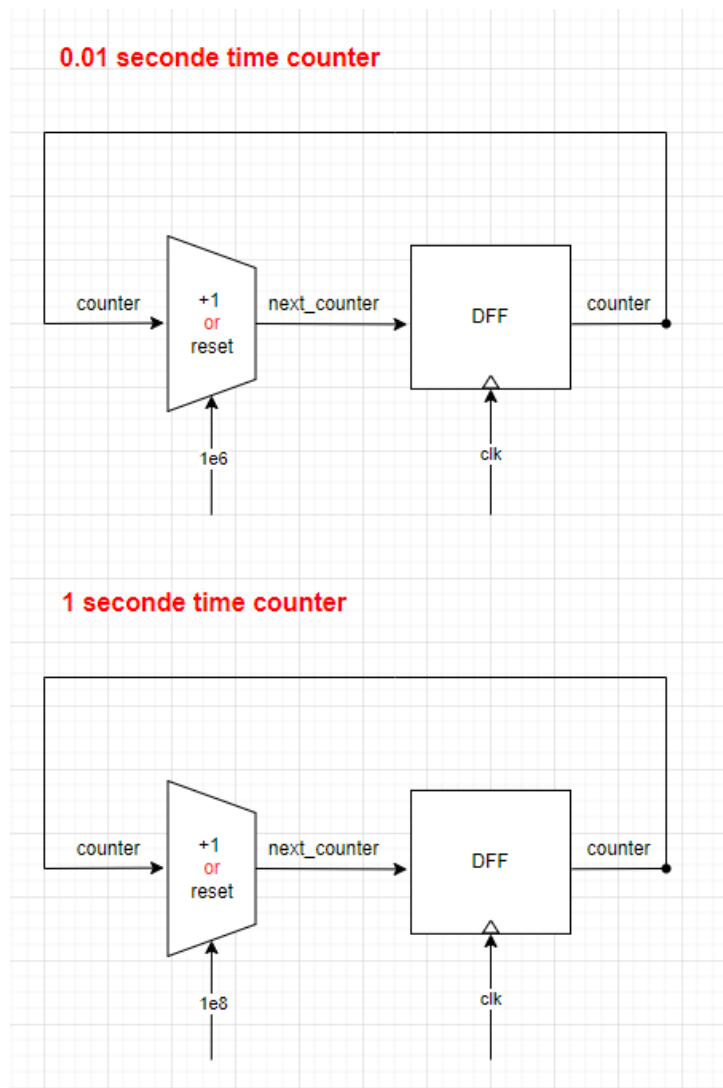 0.01 seconde time counter
counter
+1
or
reset
next_counter
DFF
counter
1e6
clk
1 seconde time counter
counter
+1
or
reset
next_counter
DFF
counter
1e8
clk